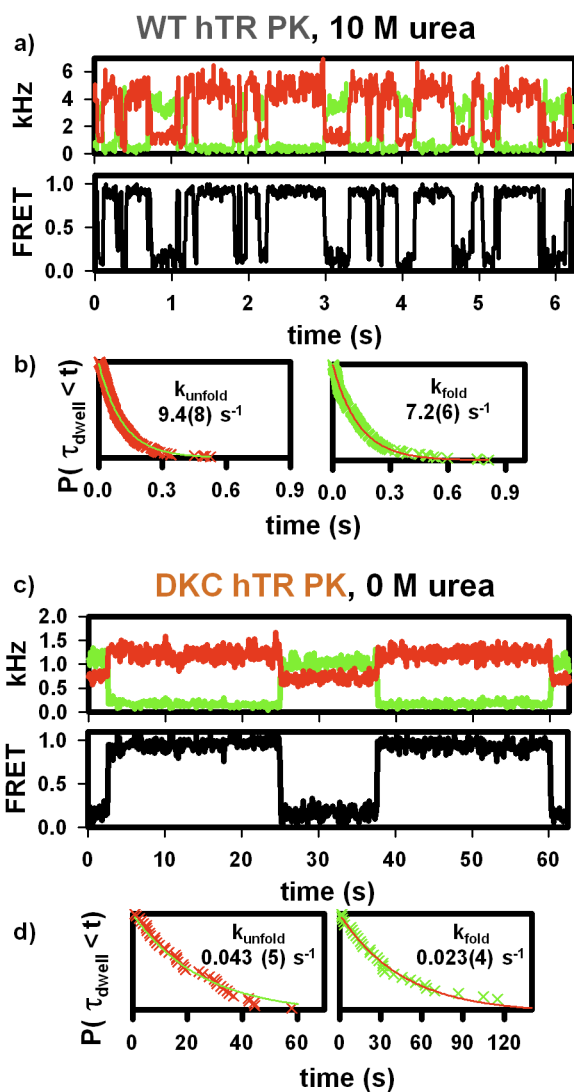 WT hTR PK, 10 M urea
a)
kHz
6
4
2
0
FRET
1.0
0.5
0.0
0 1 2 3 4 5 6
time (s)
b)
P( τdwell < t)
kunfold
9.4(8) s-1
0.0 0.3 0.6 0.9
kfold
7.2(6) s-1
0.0 0.3 0.6 0.9
time (s)
c)
DKC hTR PK, 0 M urea
kHz
2.0
1.5
1.0
0.5
0.0
FRET
1.0
0.5
0.0
0 10 20 30 40 50 60
time (s)
d)
P( τdwell < t)
kunfold
0.043 (5) s-1
0 20 40 60
kfold
0.023(4) s-1
0 30 60 90 120
time (s)